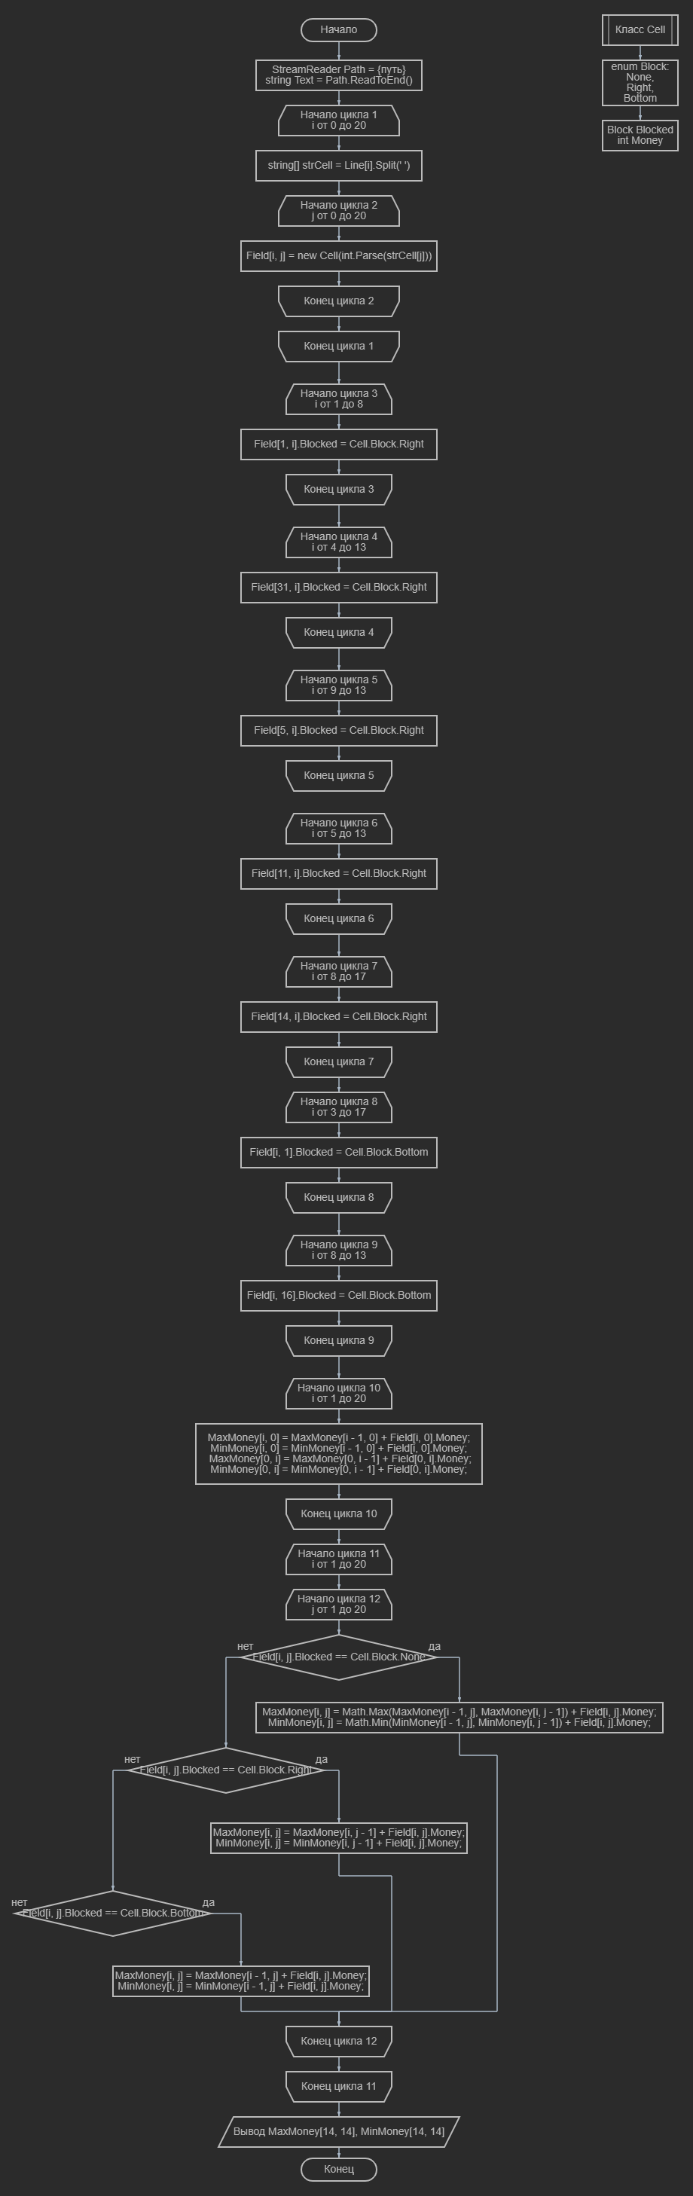 Начало
StreamReader Path = {путь}
string Text = Path.ReadToEnd()
Начало цикла 1
i от 0 до 20
string[] strCell = Line[i].Split(' ')
Начало цикла 2
j от 0 до 20
Field[i, j] = new Cell(int.Parse(strCell[j]))
Конец цикла 2
Конец цикла 1
Начало цикла 3
i от 1 до 8
Field[1, i].Blocked = Cell.Block.Right
Конец цикла 3
Начало цикла 4
i от 4 до 13
Field[31, i].Blocked = Cell.Block.Right
Конец цикла 4
Начало цикла 5
i от 9 до 13
Field[5, i].Blocked = Cell.Block.Right
Конец цикла 5
Начало цикла 6
i от 5 до 13
Field[11, i].Blocked = Cell.Block.Right
Конец цикла 6
Начало цикла 7
i от 8 до 17
Field[14, i].Blocked = Cell.Block.Right
Конец цикла 7
Начало цикла 8
i от 3 до 17
Field[i, 1].Blocked = Cell.Block.Bottom
Конец цикла 8
Начало цикла 9
i от 8 до 13
Field[i, 16].Blocked = Cell.Block.Bottom
Конец цикла 9
Начало цикла 10
i от 1 до 20
MaxMoney[i, 0] = MaxMoney[i - 1, 0] + Field[i, 0].Money;
MinMoney[i, 0] = MinMoney[i - 1, 0] + Field[i, 0].Money;
MaxMoney[0, i] = MaxMoney[0, i - 1] + Field[0, i].Money;
MinMoney[0, i] = MinMoney[0, i - 1] + Field[0, i].Money;
Конец цикла 10
Начало цикла 11
i от 1 до 20
Начало цикла 12
j от 1 до 20
нет
да
Field[i, j].Blocked == Cell.Block.None
MaxMoney[i, j] = Math.Max(MaxMoney[i - 1, j], MaxMoney[i, j - 1]) + Field[i, j].Money;
MinMoney[i, j] = Math.Min(MinMoney[i - 1, j], MinMoney[i, j - 1]) + Field[i, j].Money;
нет
да
Field[i, j].Blocked == Cell.Block.Right
MaxMoney[i, j] = MaxMoney[i, j - 1] + Field[i, j].Money;
MinMoney[i, j] = MinMoney[i, j - 1] + Field[i, j].Money;
нет
да
Field[i, j].Blocked == Cell.Block.Bottom
MaxMoney[i, j] = MaxMoney[i - 1, j] + Field[i, j].Money;
MinMoney[i, j] = MinMoney[i - 1, j] + Field[i, j].Money;
Конец цикла 12
Конец цикла 11
Вывод MaxMoney[14, 14], MinMoney[14, 14]
Конец
Класс Cell
enum Block:
None,
Right,
Bottom
Block Blocked
int Money